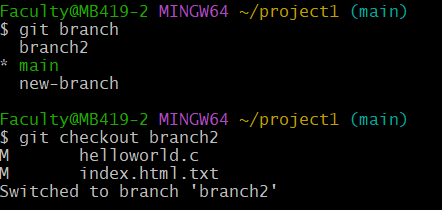 Faculty@MB419-2 MINGW64 ~/project1 (main)
$ git branch
  branch2
* main
  new-branch

Faculty@MB419-2 MINGW64 ~/project1 (main)
$ git checkout branch2
M       helloworld.c
M       index.html.txt
Switched to branch 'branch2'